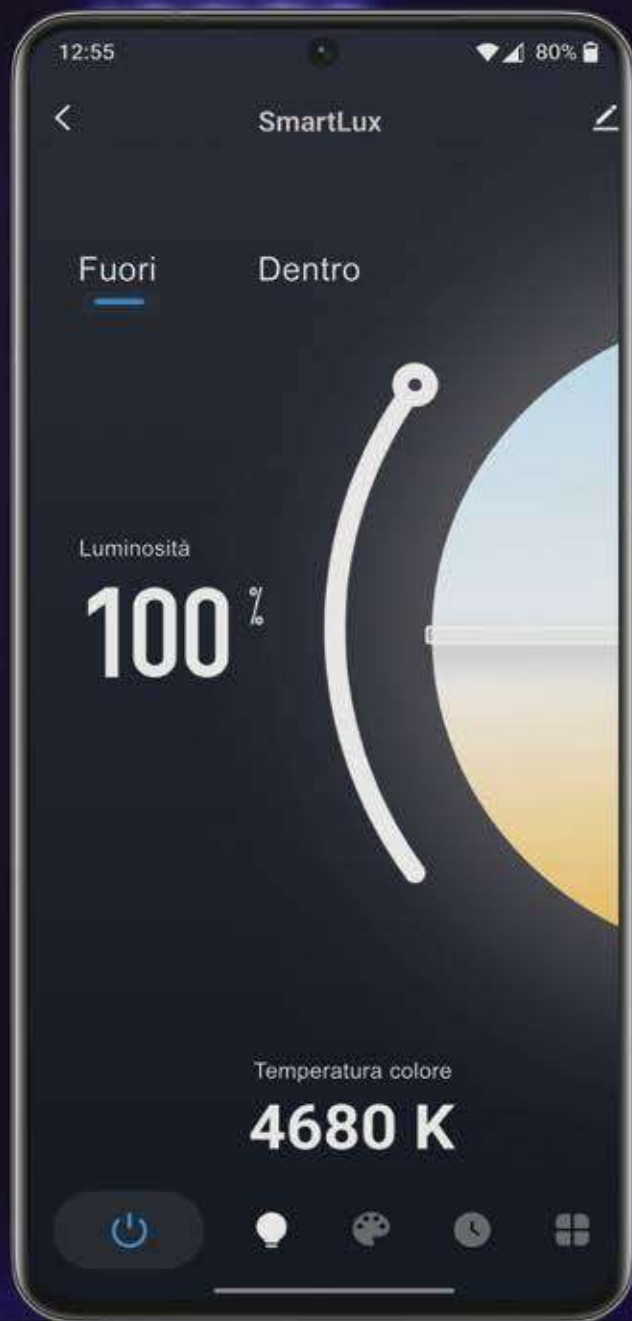 12:55
80%
SmartLux
Fuori Dentro
Luminosità
100 %
Temperatura colore
4680 K